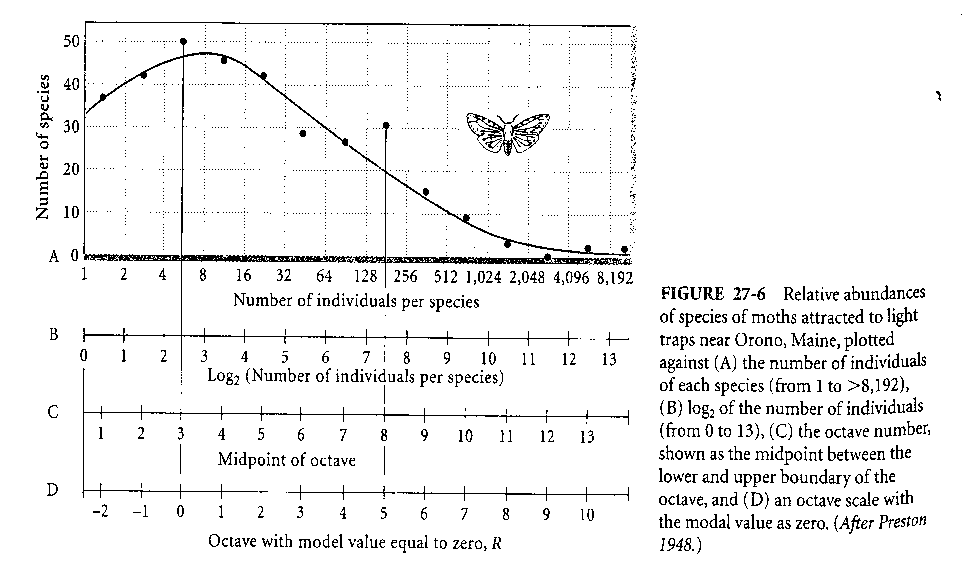 50
40
30
20
10
A 0
Number of species
1 2 4 8 16 32 64 128 256 512 1,024 2,048 4,096 8,192
Number of individuals per species
B
0 1 2 3 4 5 6 7 8 9 10 11 12 13
Log2 (Number of individuals per species)
C
1 2 3 4 5 6 7 8 9 10 11 12 13
Midpoint of octave
D
-2 -1 0 1 2 3 4 5 6 7 8 9 10
Octave with model value equal to zero, R
FIGURE 27-6 Relative abundances
of species of moths attracted to light
traps near Orono, Maine, plotted
against (A) the number of individuals
of each species (from 1 to >8,192),
(B) log2 of the number of individuals
(from 0 to 13), (C) the octave number,
shown as the midpoint between the
lower and upper boundary of the
octave, and (D) an octave scale with
the modal value as zero. (After Preston
1948.)